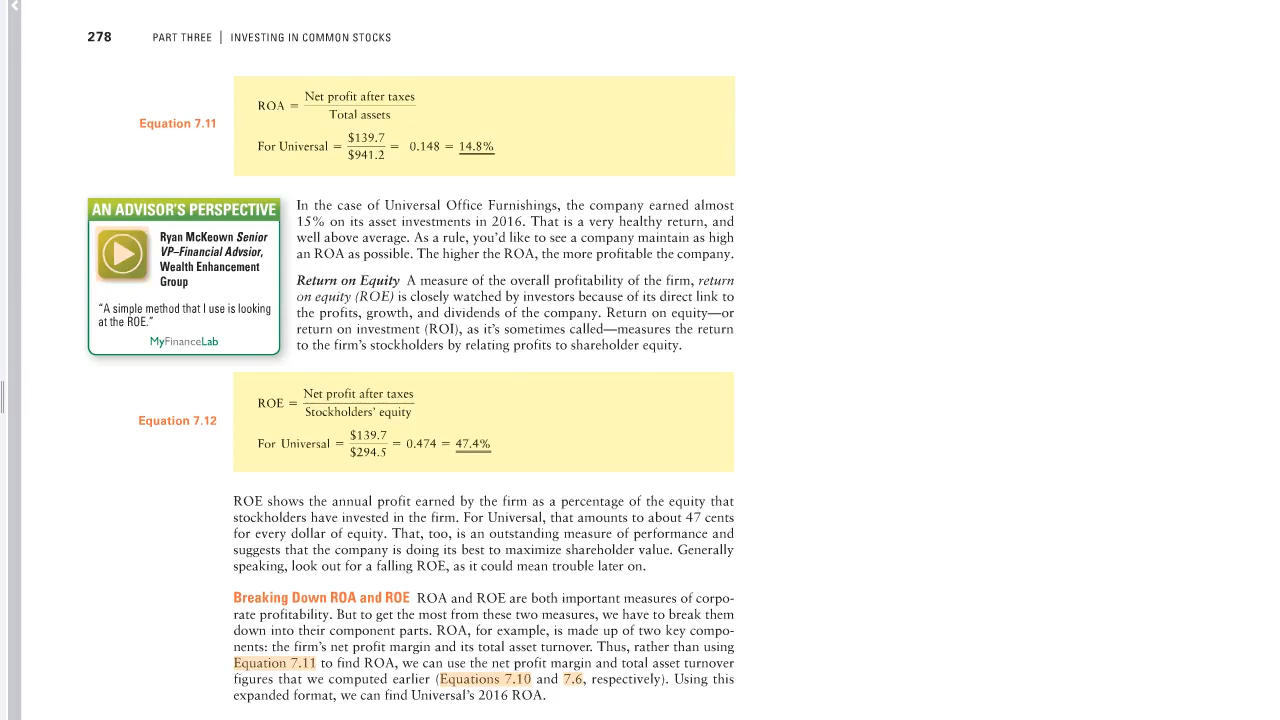 278 PART THREE | INVESTING IN COMMON STOCKS
ROA = Net profit after taxes / Total assets
Equation 7.11
For Universal = $139.7 / $941.2 = 0.148 = 14.8%
AN ADVISOR'S PERSPECTIVE
Ryan McKeown Senior
VP–Financial Advsior,
Wealth Enhancement
Group
“A simple method that I use is looking
at the ROE.”
MyFinanceLab
In the case of Universal Office Furnishings, the company earned almost
15% on its asset investments in 2016. That is a very healthy return, and
well above average. As a rule, you’d like to see a company maintain as high
an ROA as possible. The higher the ROA, the more profitable the company.
Return on Equity A measure of the overall profitability of the firm, return
on equity (ROE) is closely watched by investors because of its direct link to
the profits, growth, and dividends of the company. Return on equity—or
return on investment (ROI), as it’s sometimes called—measures the return
to the firm’s stockholders by relating profits to shareholder equity.
ROE = Net profit after taxes / Stockholders’ equity
Equation 7.12
For Universal = $139.7 / $294.5 = 0.474 = 47.4%
ROE shows the annual profit earned by the firm as a percentage of the equity that
stockholders have invested in the firm. For Universal, that amounts to about 47 cents
for every dollar of equity. That, too, is an outstanding measure of performance and
suggests that the company is doing its best to maximize shareholder value. Generally
speaking, look out for a falling ROE, as it could mean trouble later on.
Breaking Down ROA and ROE ROA and ROE are both important measures of corpo-
rate profitability. But to get the most from these two measures, we have to break them
down into their component parts. ROA, for example, is made up of two key compo-
nents: the firm’s net profit margin and its total asset turnover. Thus, rather than using
Equation 7.11 to find ROA, we can use the net profit margin and total asset turnover
figures that we computed earlier (Equations 7.10 and 7.6, respectively). Using this
expanded format, we can find Universal’s 2016 ROA.